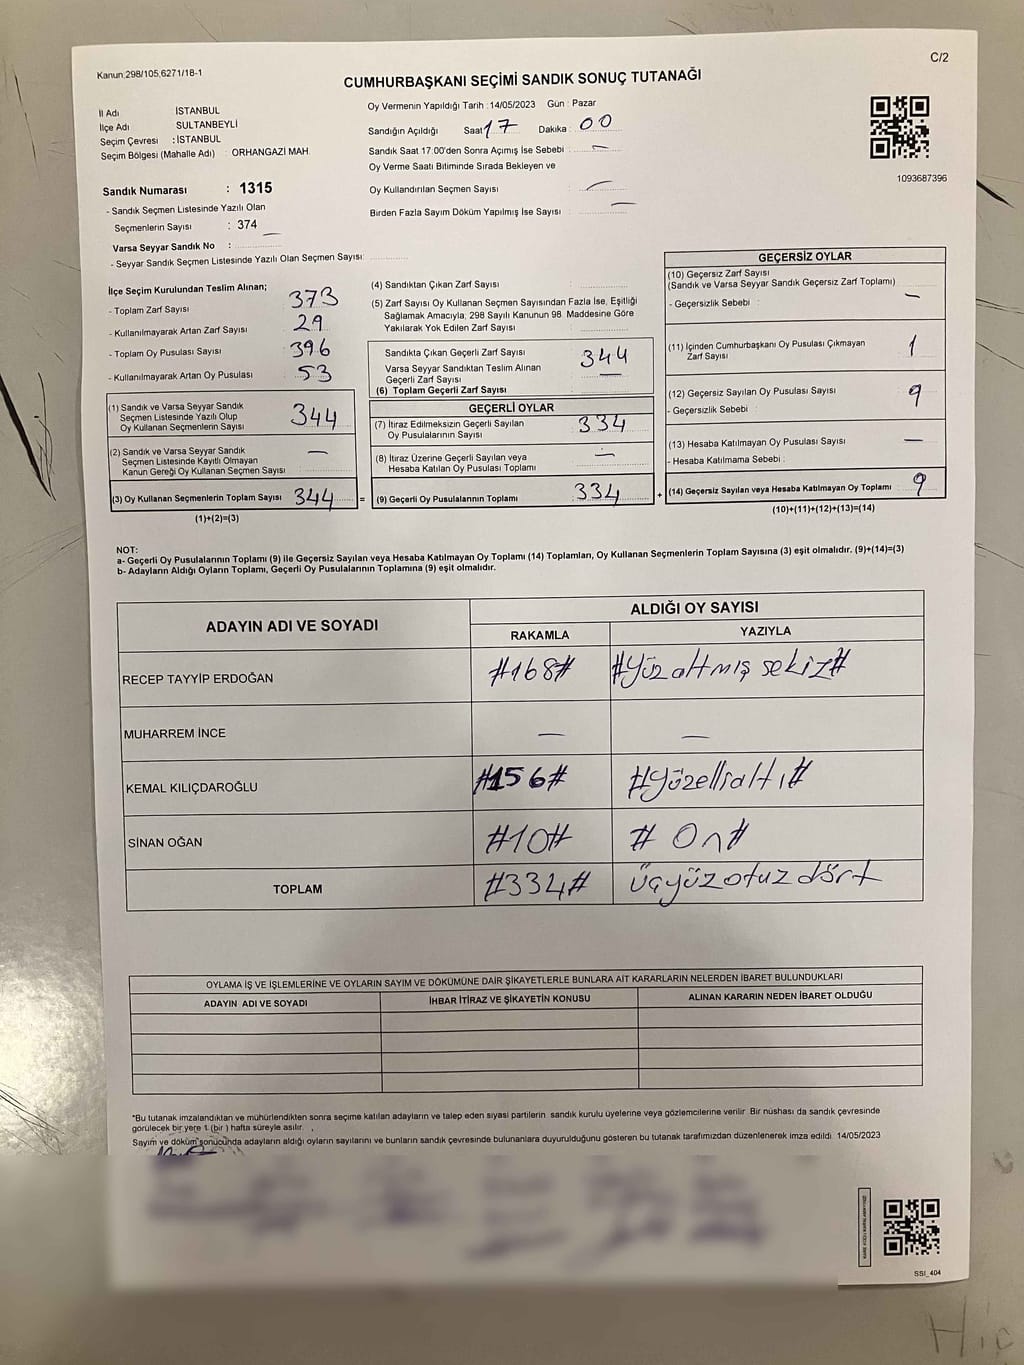 C/2
Kanun:298/105,6271/18-1
CUMHURBAŞKANI SEÇİMİ SANDIK SONUÇ TUTANAĞI
İl Adı İSTANBUL
İlçe Adı SULTANBEYLİ
Seçim Çevresi : İSTANBUL
Seçim Bölgesi (Mahalle Adı) : ORHANGAZİ MAH.
Sandık Numarası : 1315
- Sandık Seçmen Listesinde Yazılı Olan
Seçmenlerin Sayısı : 374
Varsa Seyyar Sandık No :
- Seyyar Sandık Seçmen Listesinde Yazılı Olan Seçmen Sayısı:
Oy Vermenin Yapıldığı Tarih : 14/05/2023 Gün : Pazar
Sandığın Açıldığı Saat 17 Dakika : 00
Sandık Saat 17:00'den Sonra Açımış İse Sebebi : —
Oy Verme Saati Bitiminde Sırada Bekleyen ve
Oy Kullandırılan Seçmen Sayısı : —
Birden Fazla Sayım Döküm Yapılmış İse Sayısı : —
1093687396
İlçe Seçim Kurulundan Teslim Alınan;
- Toplam Zarf Sayısı 373
- Kullanılmayarak Artan Zarf Sayısı 29
- Toplam Oy Pusulası Sayısı 396
- Kullanılmayarak Artan Oy Pusulası 53
(1) Sandık ve Varsa Seyyar Sandık
Seçmen Listesinde Yazılı Olup
Oy Kullanan Seçmenlerin Sayısı 344
(2) Sandık ve Varsa Seyyar Sandık
Seçmen Listesinde Kayıtlı Olmayan
Kanun Gereği Oy Kullanan Seçmen Sayısı —
(3) Oy Kullanan Seçmenlerin Toplam Sayısı 344 =
(1)+(2)=(3)
(4) Sandıktan Çıkan Zarf Sayısı :
(5) Zarf Sayısı Oy Kullanan Seçmen Sayısından Fazla İse, Eşitliği
Sağlamak Amacıyla, 298 Sayılı Kanunun 98. Maddesine Göre
Yakılarak Yok Edilen Zarf Sayısı :
Sandıkta Çıkan Geçerli Zarf Sayısı 344
Varsa Seyyar Sandıktan Teslim Alınan
Geçerli Zarf Sayısı —
(6) Toplam Geçerli Zarf Sayısı
GEÇERLİ OYLAR
(7) İtiraz Edilmeksizin Geçerli Sayılan
Oy Pusulalarının Sayısı 334
(8) İtiraz Üzerine Geçerli Sayılan veya
Hesaba Katılan Oy Pusulası Toplamı : —
(9) Geçerli Oy Pusulalarının Toplamı 334 +
GEÇERSİZ OYLAR
(10) Geçersiz Zarf Sayısı
(Sandık ve Varsa Seyyar Sandık Geçersiz Zarf Toplamı)
- Geçersizlik Sebebi : —
(11) İçinden Cumhurbaşkanı Oy Pusulası Çıkmayan
Zarf Sayısı 1
(12) Geçersiz Sayılan Oy Pusulası Sayısı 9
- Geçersizlik Sebebi :
(13) Hesaba Katılmayan Oy Pusulası Sayısı —
- Hesaba Katılmama Sebebi :
(14) Geçersiz Sayılan veya Hesaba Katılmayan Oy Toplamı 9
(10)+(11)+(12)+(13)=(14)
NOT:
a- Geçerli Oy Pusulalarının Toplamı (9) ile Geçersiz Sayılan veya Hesaba Katılmayan Oy Toplamı (14) Toplamları, Oy Kullanan Seçmenlerin Toplam Sayısına (3) eşit olmalıdır. (9)+(14)=(3)
b- Adayların Aldığı Oyların Toplamı, Geçerli Oy Pusulalarının Toplamına (9) eşit olmalıdır.
ADAYIN ADI VE SOYADI
ALDIĞI OY SAYISI
RAKAMLA YAZIYLA
RECEP TAYYİP ERDOĞAN #168# #Yüz altmış sekiz#
MUHARREM İNCE — —
KEMAL KILIÇDAROĞLU #156# #Yüzellialtı#
SİNAN OĞAN #10# # On#
TOPLAM #334# üçyüzotuz dört
OYLAMA İŞ VE İŞLEMLERİNE VE OYLARIN SAYIM VE DÖKÜMÜNE DAİR ŞİKAYETLERLE BUNLARA AİT KARARLARIN NELERDEN İBARET BULUNDUKLARI
ADAYIN ADI VE SOYADI İHBAR İTİRAZ VE ŞİKAYETİN KONUSU ALINAN KARARIN NEDEN İBARET OLDUĞU
*Bu tutanak imzalandıktan ve mühürlendikten sonra seçime katılan adayların ve talep eden siyasi partilerin sandık kurulu üyelerine veya gözlemcilerine verilir. Bir nüshası da sandık çevresinde
görülecek bir yere 1 (bir) hafta süreyle asılır.
Sayım ve döküm sonucunda adayların aldığı oyların sayılarını ve bunların sandık çevresinde bulunanlara duyurulduğunu gösteren bu tutanak tarafımızdan düzenlenerek imza edildi. 14/05/2023
SSI_404